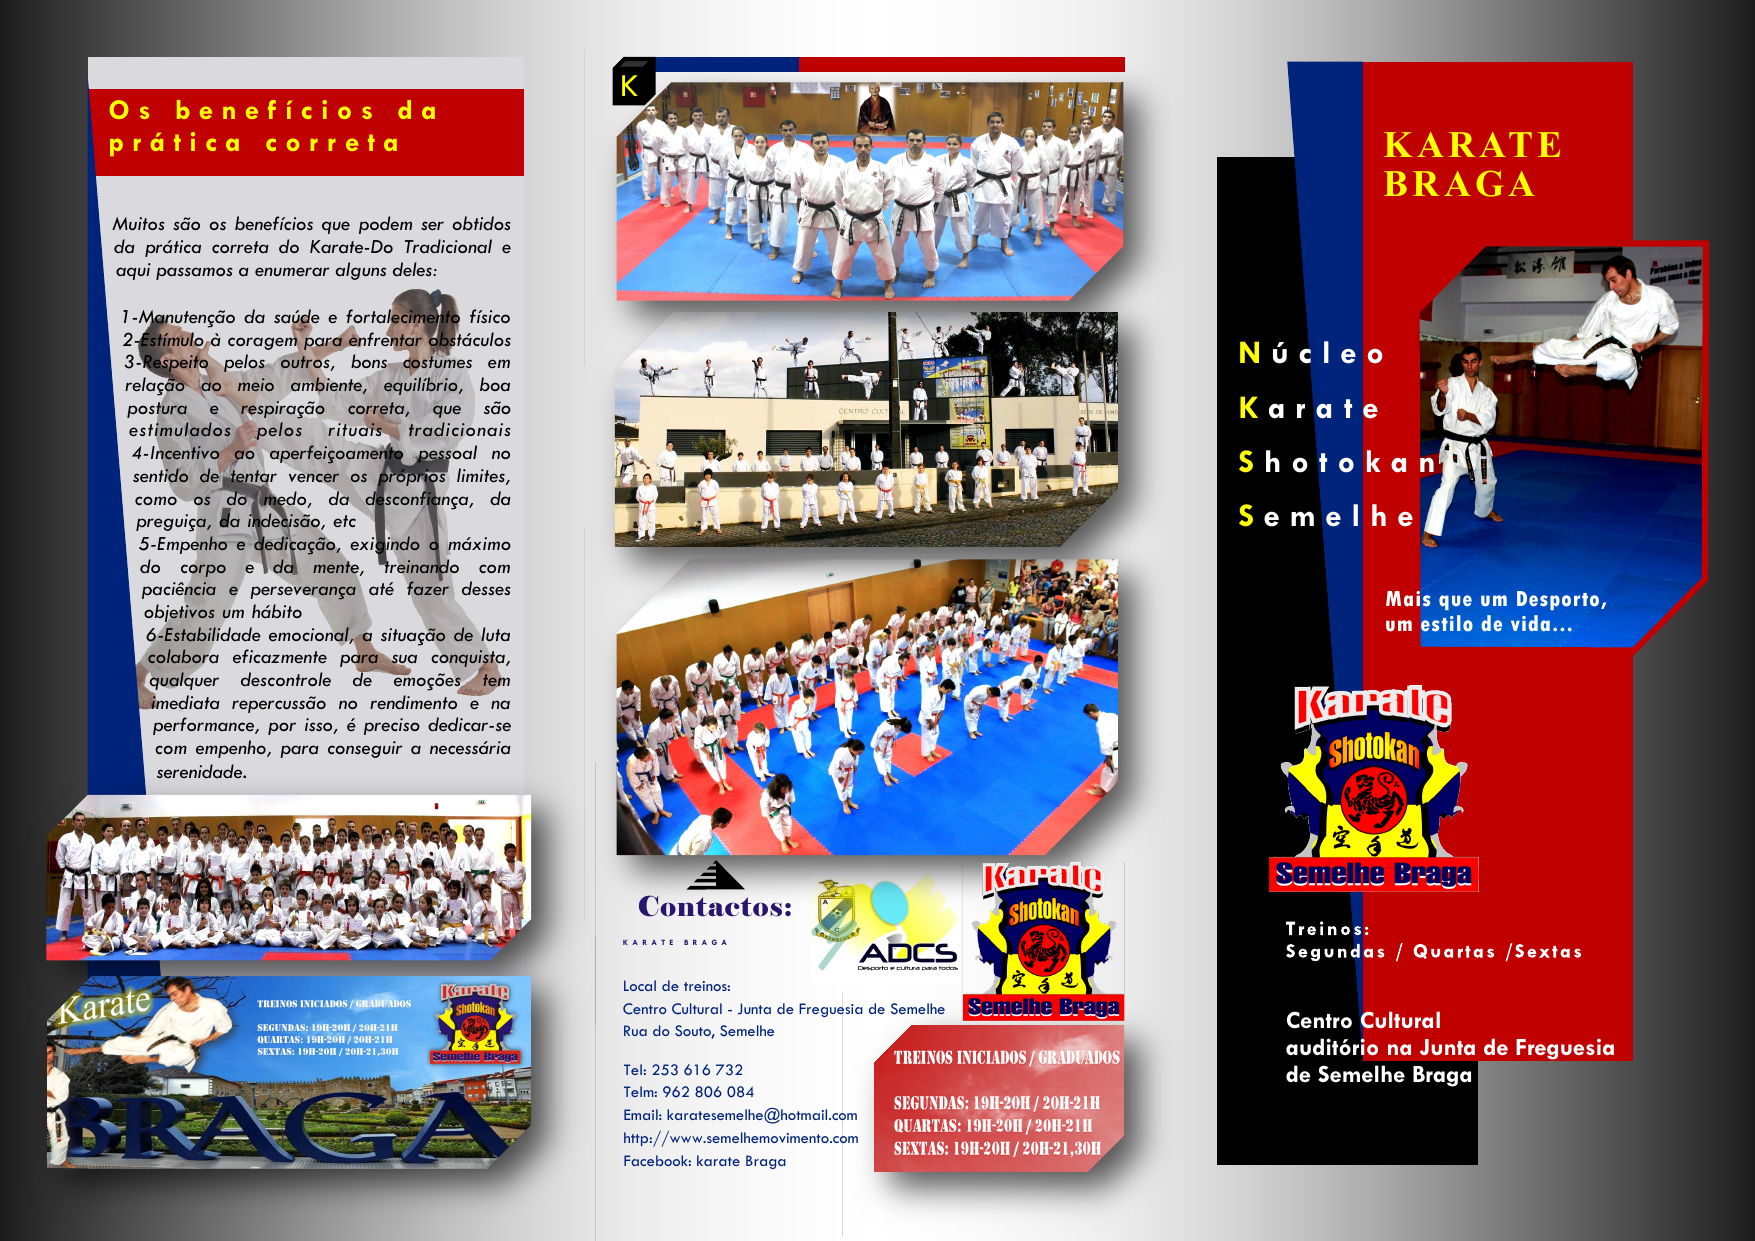 Os benefícios da
prática correta
Muitos são os benefícios que podem ser obtidos
da prática correta do Karate-Do Tradicional e
aqui passamos a enumerar alguns deles:
1-Manutenção da saúde e fortalecimento físico
2-Estímulo à coragem para enfrentar obstáculos
3-Respeito pelos outros, bons costumes em
relação ao meio ambiente, equilíbrio, boa
postura e respiração correta, que são
estimulados pelos rituais tradicionais
4-Incentivo ao aperfeiçoamento pessoal no
sentido de tentar vencer os próprios limites,
como os do medo, da desconfiança, da
preguiça, da indecisão, etc
5-Empenho e dedicação, exigindo o máximo
do corpo e da mente, treinando com
paciência e perseverança até fazer desses
objetivos um hábito
6-Estabilidade emocional, a situação de luta
colabora eficazmente para sua conquista,
qualquer descontrole de emoções tem
imediata repercussão no rendimento e na
performance, por isso, é preciso dedicar-se
com empenho, para conseguir a necessária
serenidade.
Karate
TREINOS INICIADOS / GRADUADOS
SEGUNDAS: 19H-20H / 20H-21H
QUARTAS: 19H-20H / 20H-21H
SEXTAS: 19H-20H / 20H-21,30H
Karate
Shotokan
Semelhe Braga
BRAGA
K
CENTRO CULTURAL
Contactos:
KARATE BRAGA
ADCS
Desporto e cultura para todos
Karate
Shotokan
空手道
Semelhe Braga
Local de treinos:
Centro Cultural - Junta de Freguesia de Semelhe
Rua do Souto, Semelhe
Tel: 253 616 732
Telm: 962 806 084
Email: karatesemelhe@hotmail.com
http://www.semelhemovimento.com
Facebook: karate Braga
TREINOS INICIADOS / GRADUADOS
SEGUNDAS: 19H-20H / 20H-21H
QUARTAS: 19H-20H / 20H-21H
SEXTAS: 19H-20H / 20H-21,30H
KARATE
BRAGA
松濤館
Núcleo
Karate
Shotokan
Semelhe
Mais que um Desporto,
um estilo de vida...
Karate
Shotokan
空手道
Semelhe Braga
Treinos:
Segundas / Quartas /Sextas
Centro Cultural
auditório na Junta de Freguesia
de Semelhe Braga